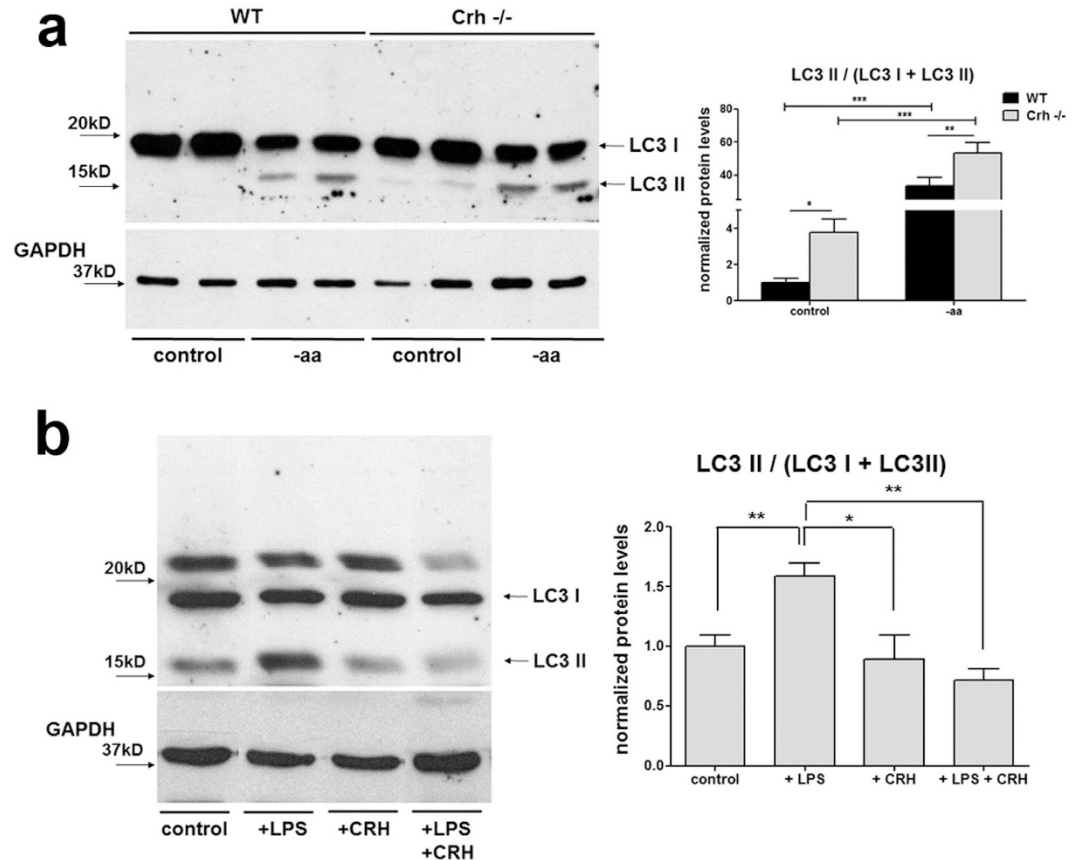 a
WT Crh -/-
20kD
LC3 I
15kD
LC3 II
GAPDH
37kD
control -aa control -aa
LC3 II / (LC3 I + LC3 II)
WT
Crh -/-
normalized protein levels
80
60
40
4
2
0
***
***
**
*
control -aa
b
20kD
LC3 I
15kD
LC3 II
GAPDH
37kD
control +LPS +CRH +LPS
+CRH
LC3 II / (LC3 I + LC3II)
normalized protein levels
2.0
1.5
1.0
0.5
0.0
**
** *
control + LPS + CRH + LPS + CRH